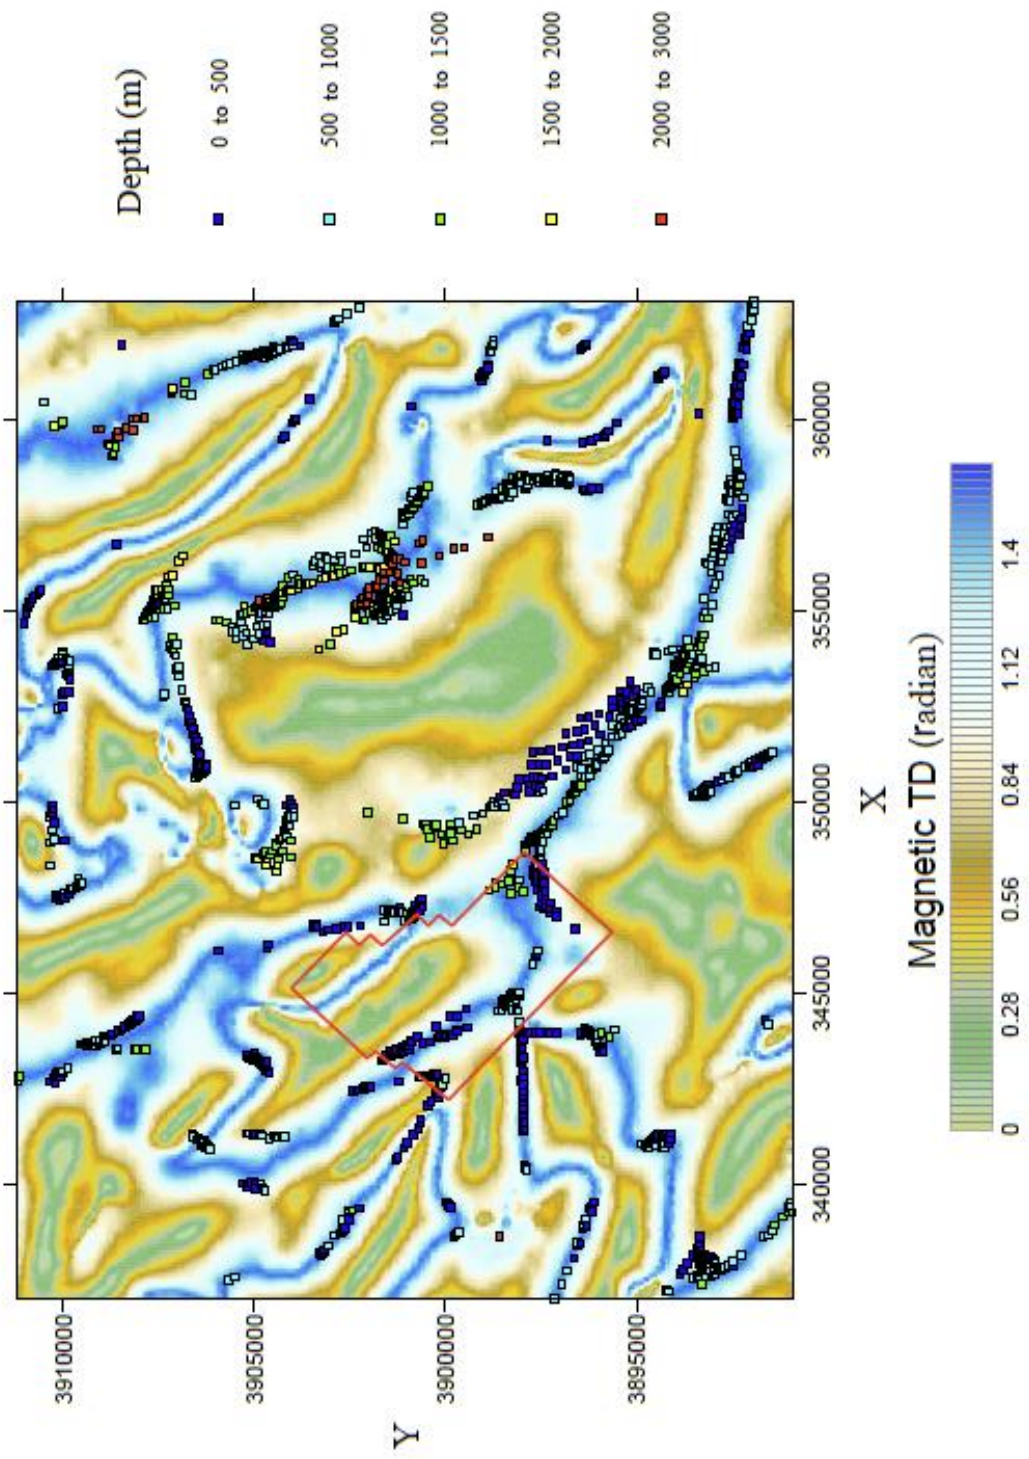 Depth (m)
0 to 500
500 to 1000
1000 to 1500
1500 to 2000
2000 to 3000
Y
3910000
3905000
3900000
3895000
340000
345000
350000
355000
360000
X
Magnetic TD (radian)
0
0.28
0.56
0.84
1.12
1.4